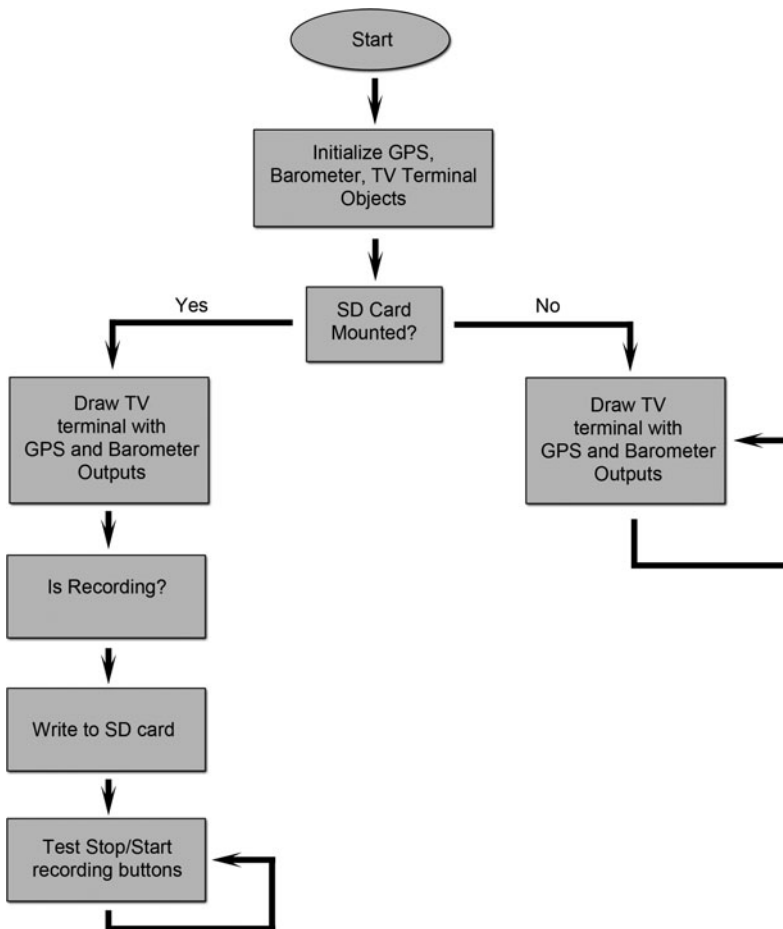 Start
Initialize GPS,
Barometer, TV Terminal
Objects
Yes
SD Card
Mounted?
No
Draw TV
terminal with
GPS and Barometer
Outputs
Draw TV
terminal with
GPS and Barometer
Outputs
Is Recording?
Write to SD card
Test Stop/Start
recording buttons